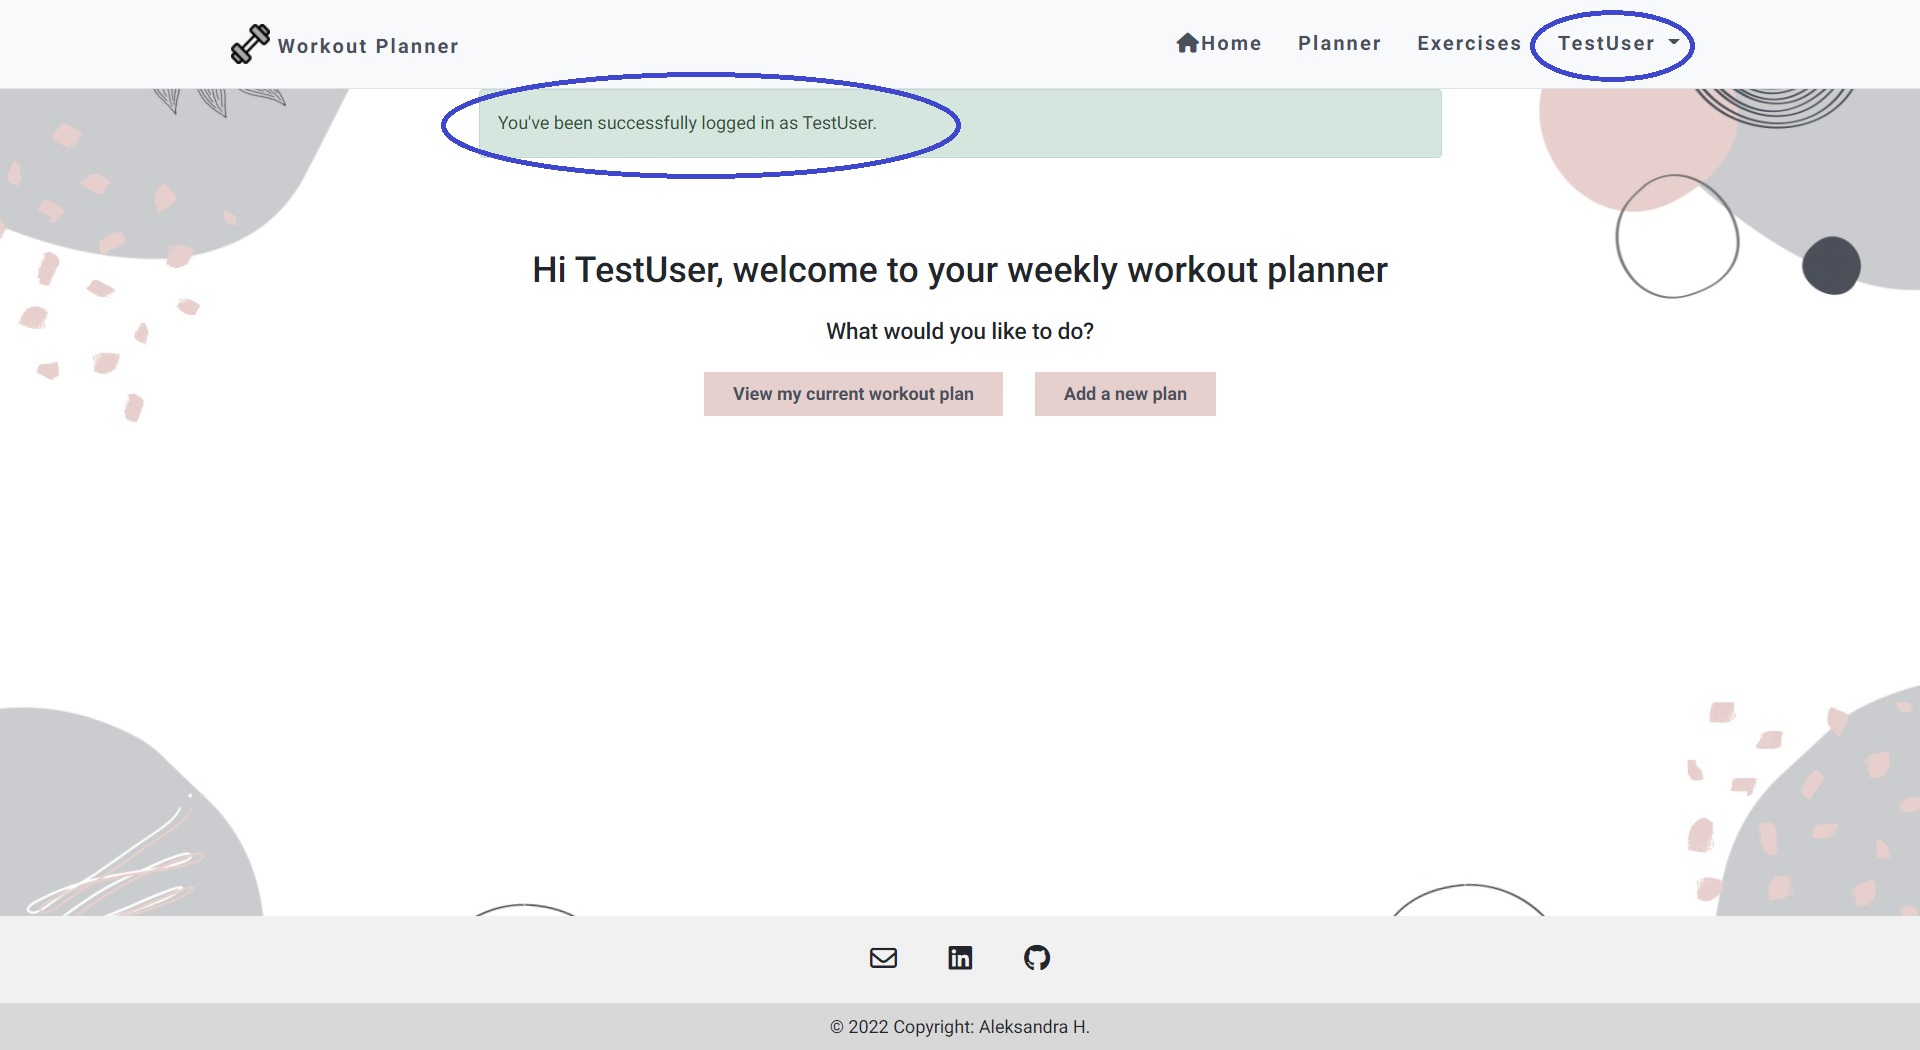 Workout Planner
Home Planner Exercises TestUser
You've been successfully logged in as TestUser.
Hi TestUser, welcome to your weekly workout planner
What would you like to do?
View my current workout plan Add a new plan
© 2022 Copyright: Aleksandra H.